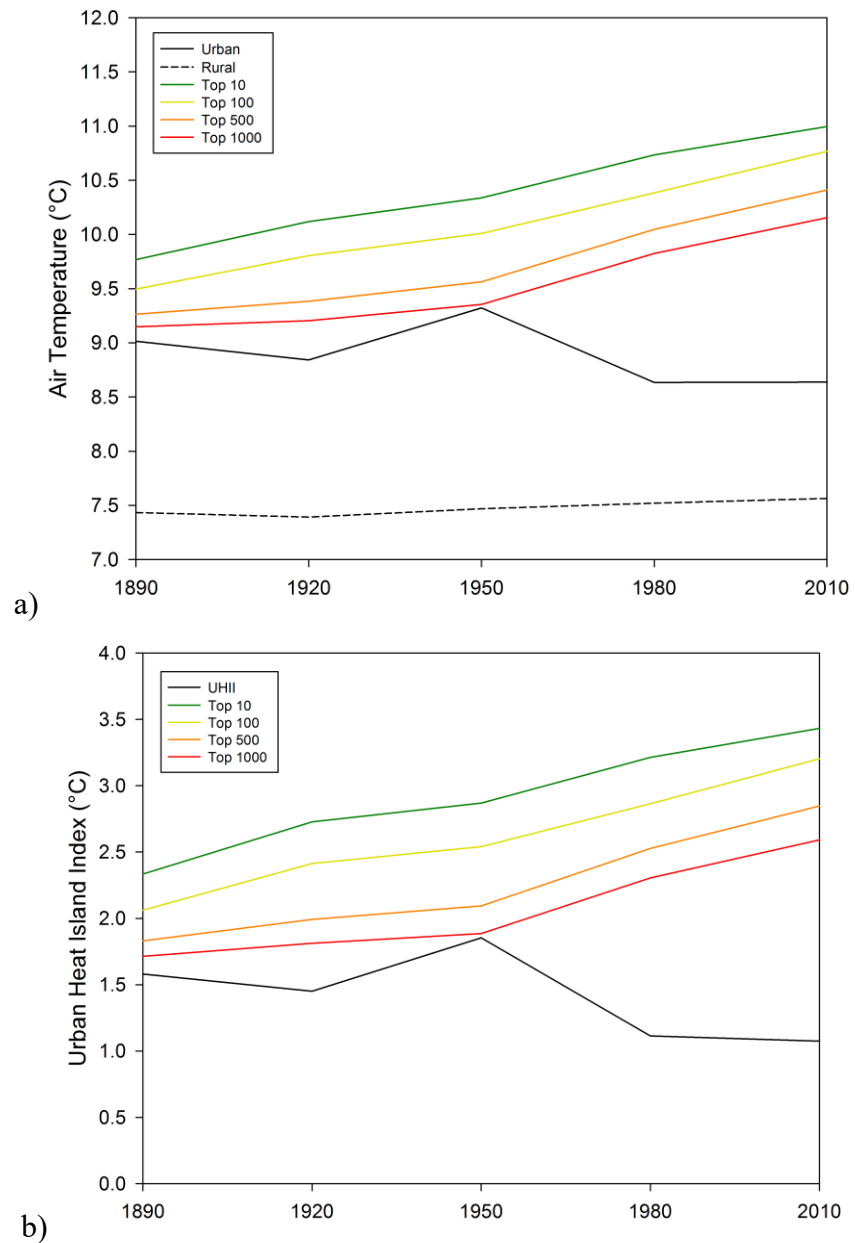 12.0
11.5
11.0
10.5
10.0
9.5
9.0
8.5
8.0
7.5
7.0
Air Temperature (°C)
Urban
Rural
Top 10
Top 100
Top 500
Top 1000
1890 1920 1950 1980 2010
a)
4.0
3.5
3.0
2.5
2.0
1.5
1.0
0.5
0.0
Urban Heat Island Index (°C)
UHII
Top 10
Top 100
Top 500
Top 1000
1890 1920 1950 1980 2010
b)